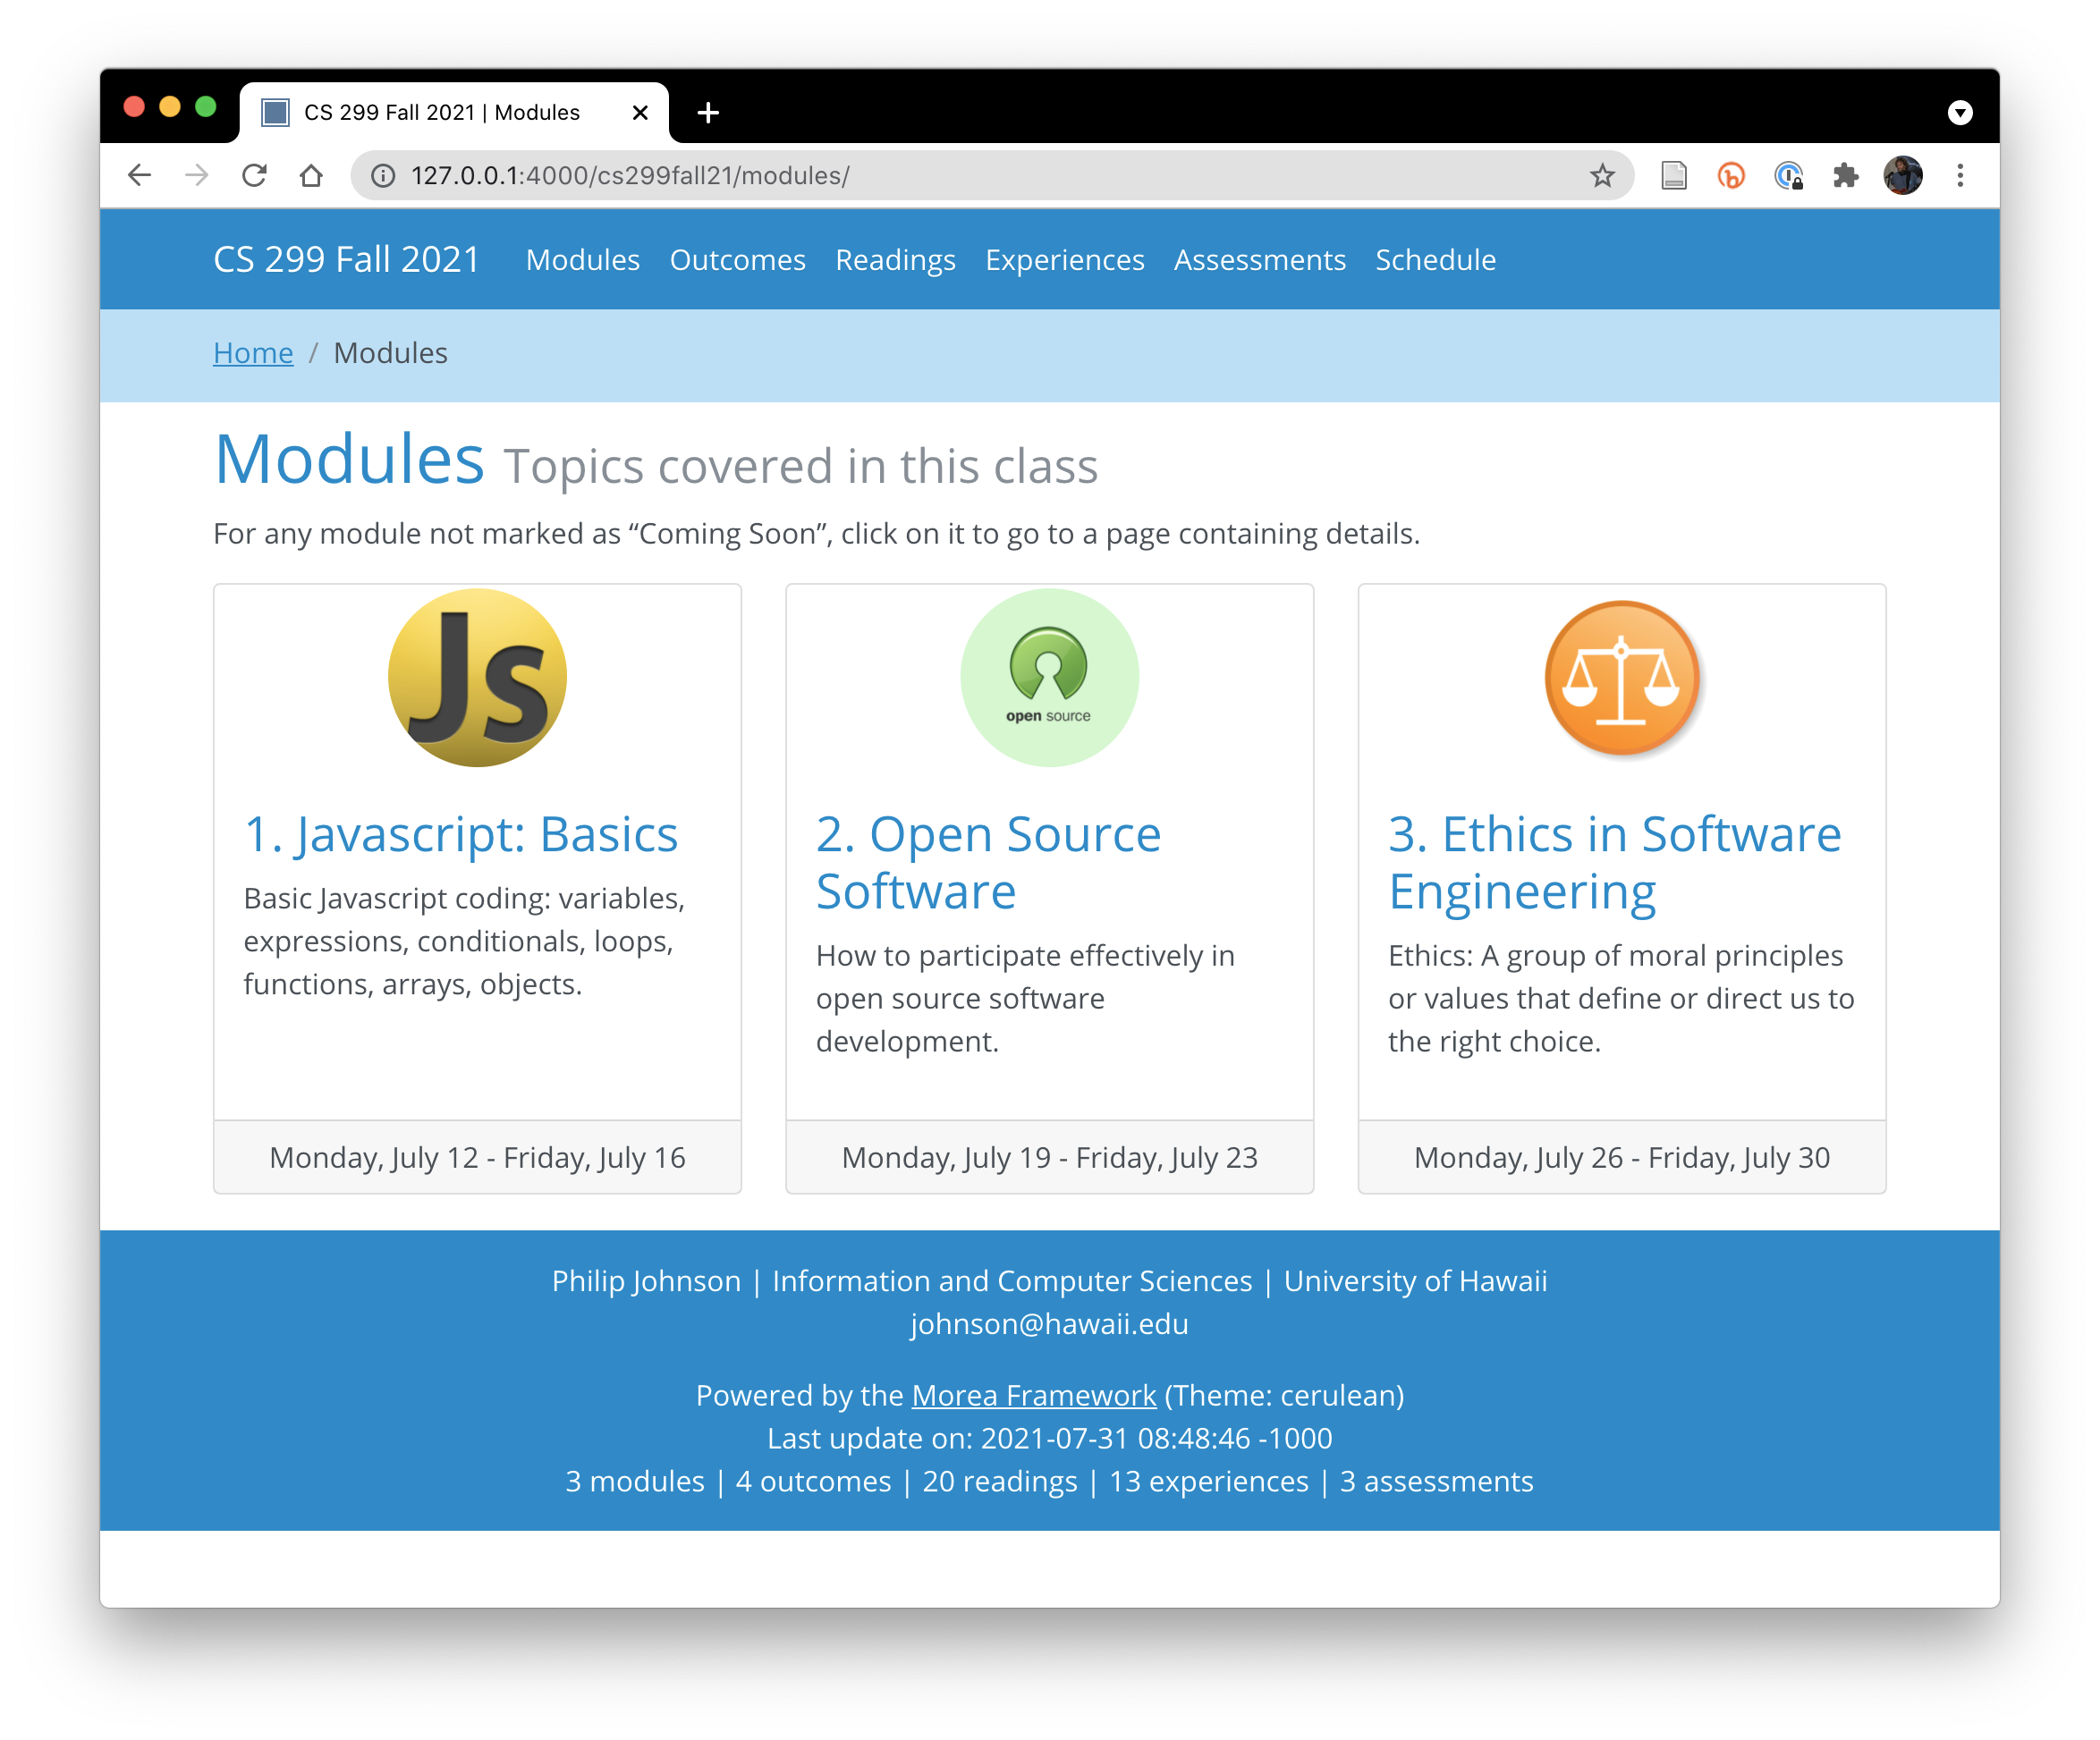 CS 299 Fall 2021 | Modules
127.0.0.1:4000/cs299fall21/modules/
CS 299 Fall 2021 Modules Outcomes Readings Experiences Assessments Schedule
Home / Modules
Modules Topics covered in this class
For any module not marked as “Coming Soon”, click on it to go to a page containing details.
Js
1. Javascript: Basics
Basic Javascript coding: variables,
expressions, conditionals, loops,
functions, arrays, objects.
Monday, July 12 - Friday, July 16
open source
2. Open Source
Software
How to participate effectively in
open source software
development.
Monday, July 19 - Friday, July 23
3. Ethics in Software
Engineering
Ethics: A group of moral principles
or values that define or direct us to
the right choice.
Monday, July 26 - Friday, July 30
Philip Johnson | Information and Computer Sciences | University of Hawaii
johnson@hawaii.edu
Powered by the Morea Framework (Theme: cerulean)
Last update on: 2021-07-31 08:48:46 -1000
3 modules | 4 outcomes | 20 readings | 13 experiences | 3 assessments